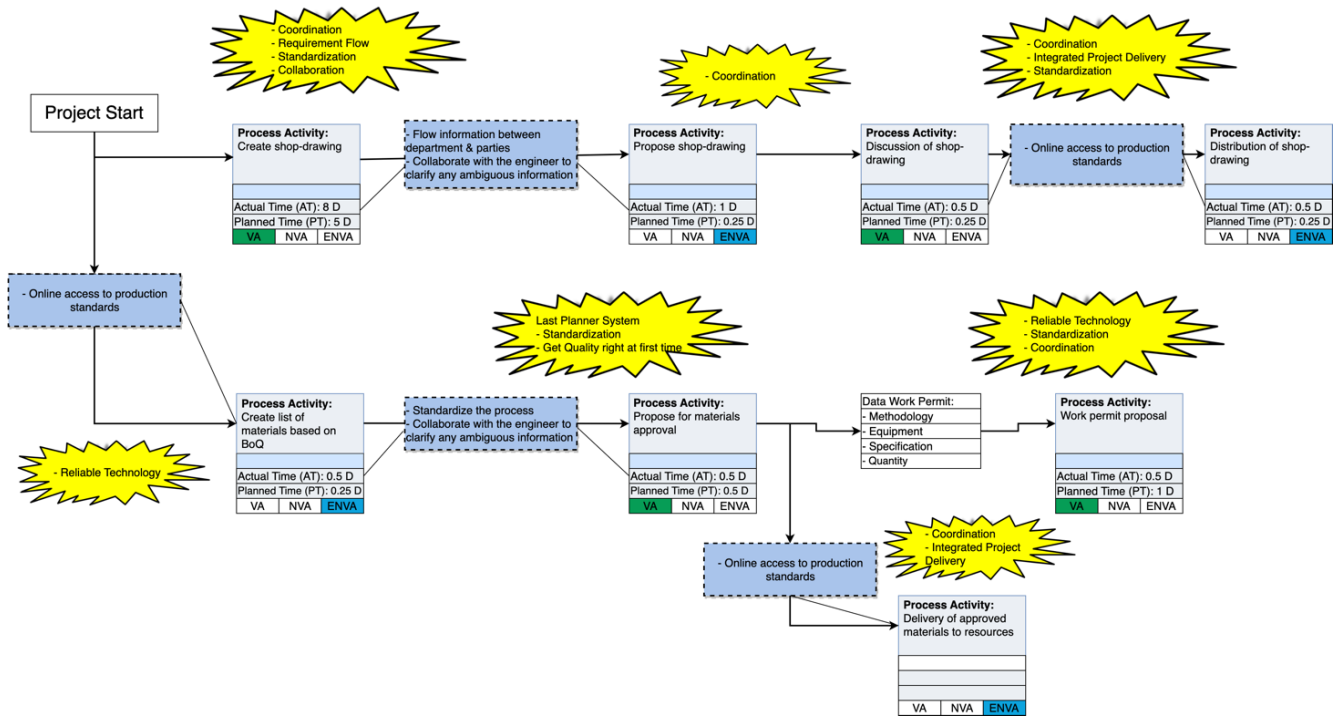 - Coordination
- Requirement Flow
- Standardization
- Collaboration
- Coordination
- Coordination
- Integrated Project Delivery
- Standardization
Project Start
Process Activity:
Create shop-drawing
Actual Time (AT): 8 D
Planned Time (PT): 5 D
VA NVA ENVA
- Flow information between
department & parties
- Collaborate with the engineer to
clarify any ambiguous information
Process Activity:
Propose shop-drawing
Actual Time (AT): 1 D
Planned Time (PT): 0.25 D
VA NVA ENVA
Process Activity:
Discussion of shop-
drawing
Actual Time (AT): 0.5 D
Planned Time (PT): 0.25 D
VA NVA ENVA
- Online access to production
standards
Process Activity:
Distribution of shop-
drawing
Actual Time (AT): 0.5 D
Planned Time (PT): 0.25 D
VA NVA ENVA
- Online access to production
standards
Last Planner System
- Standardization
- Get Quality right at first time
- Reliable Technology
- Standardization
- Coordination
- Reliable Technology
Process Activity:
Create list of
materials based on
BoQ
Actual Time (AT): 0.5 D
Planned Time (PT): 0.25 D
VA NVA ENVA
- Standardize the process
- Collaborate with the engineer to
clarify any ambiguous information
Process Activity:
Propose for materials
approval
Actual Time (AT): 0.5 D
Planned Time (PT): 0.5 D
VA NVA ENVA
Data Work Permit:
- Methodology
- Equipment
- Specification
- Quantity
Process Activity:
Work permit proposal
Actual Time (AT): 0.5 D
Planned Time (PT): 1 D
VA NVA ENVA
- Online access to production
standards
- Coordination
- Integrated Project
Delivery
Process Activity:
Delivery of approved
materials to resources
VA NVA ENVA